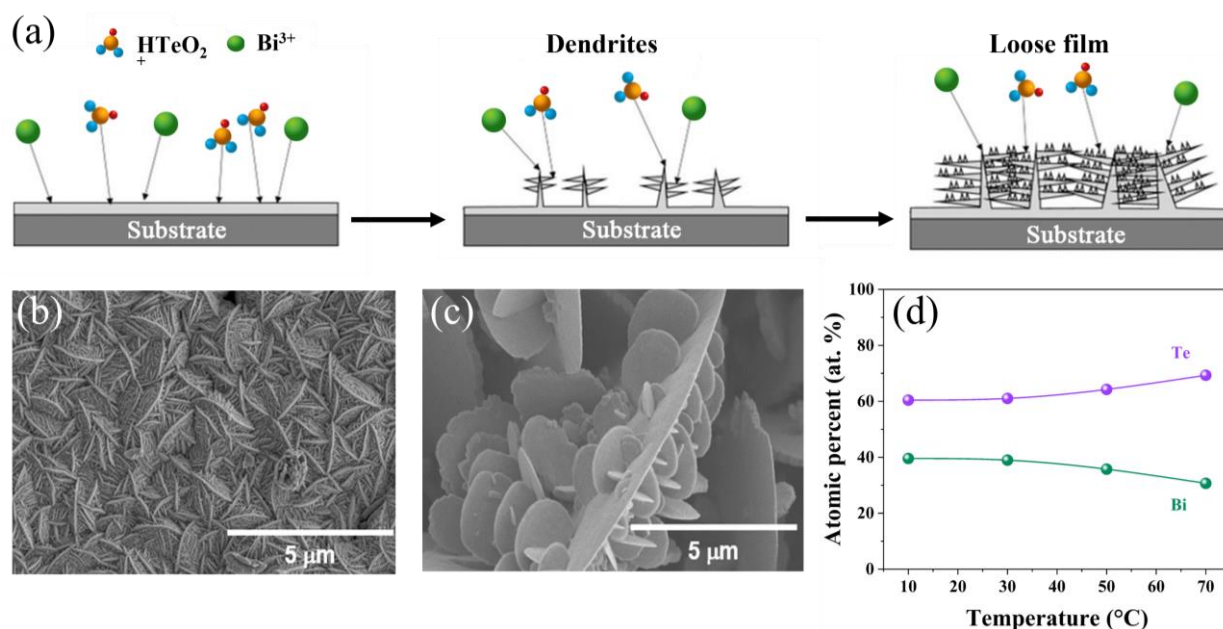 (a)
HTeO₂
+
Bi³⁺
Dendrites
Loose film
Substrate
Substrate
Substrate
(b)
5 μm
(c)
5 μm
(d)
100
80
60
40
20
0
Atomic percent (at. %)
Te
Bi
10 20 30 40 50 60 70
Temperature (°C)